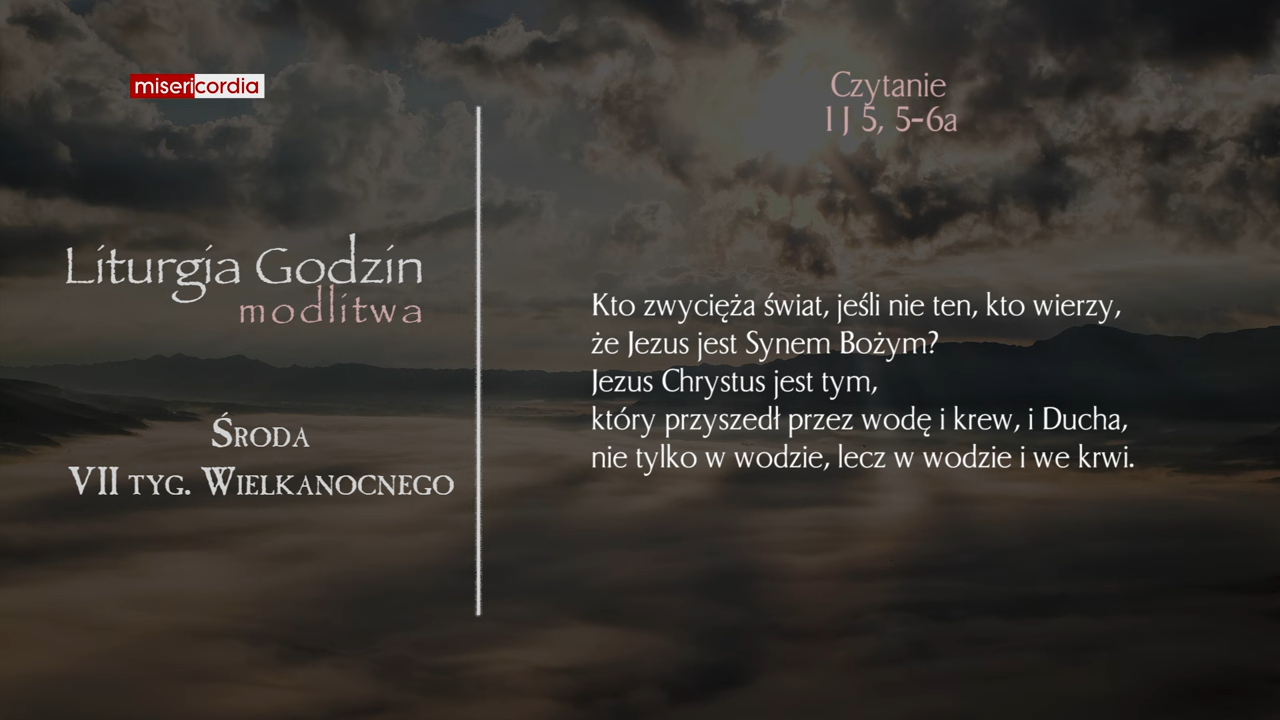 misericordia
Liturgia Godzin
modlitwa
Środa
VII tyg. Wielkanocnego
Czytanie
1 J 5, 5-6a
Kto zwycięża świat, jeśli nie ten, kto wierzy,
że Jezus jest Synem Bożym?
Jezus Chrystus jest tym,
który przyszedł przez wodę i krew, i Ducha,
nie tylko w wodzie, lecz w wodzie i we krwi.